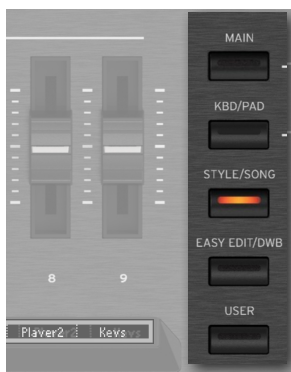 MAIN
KBD/PAD
STYLE/SONG
8 9
EASY EDIT/DWB
USER
Player2 Keys